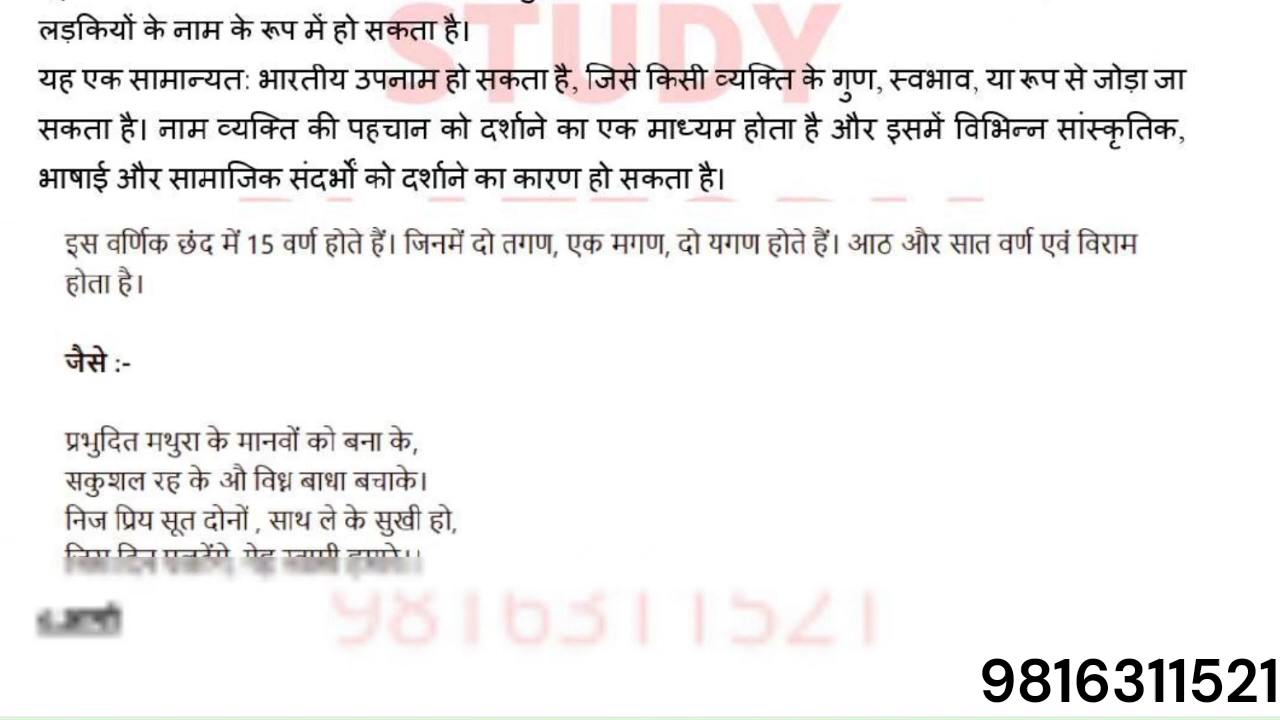 STUDY
लड़कियों के नाम के रूप में हो सकता है।
यह एक सामान्यत: भारतीय उपनाम हो सकता है, जिसे किसी व्यक्ति के गुण, स्वभाव, या रूप से जोड़ा जा
सकता है। नाम व्यक्ति की पहचान को दर्शाने का एक माध्यम होता है और इसमें विभिन्न सांस्कृतिक,
भाषाई और सामाजिक संदर्भों को दर्शाने का कारण हो सकता है।
इस वर्णिक छंद में 15 वर्ण होते हैं। जिनमें दो तगण, एक मगण, दो यगण होते हैं। आठ और सात वर्ण एवं विराम
होता है।
जैसे :-
प्रभुदित मथुरा के मानवों को बना के,
सकुशल रह के औ विध्न बाधा बचाके।
निज प्रिय सूत दोनों , साथ ले के सुखी हो,
9816311521
9816311521